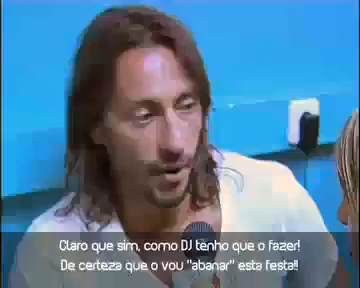 Claro que sim, como DJ tenho que o fazer!
De certeza que o vou "abanar" esta festa!!